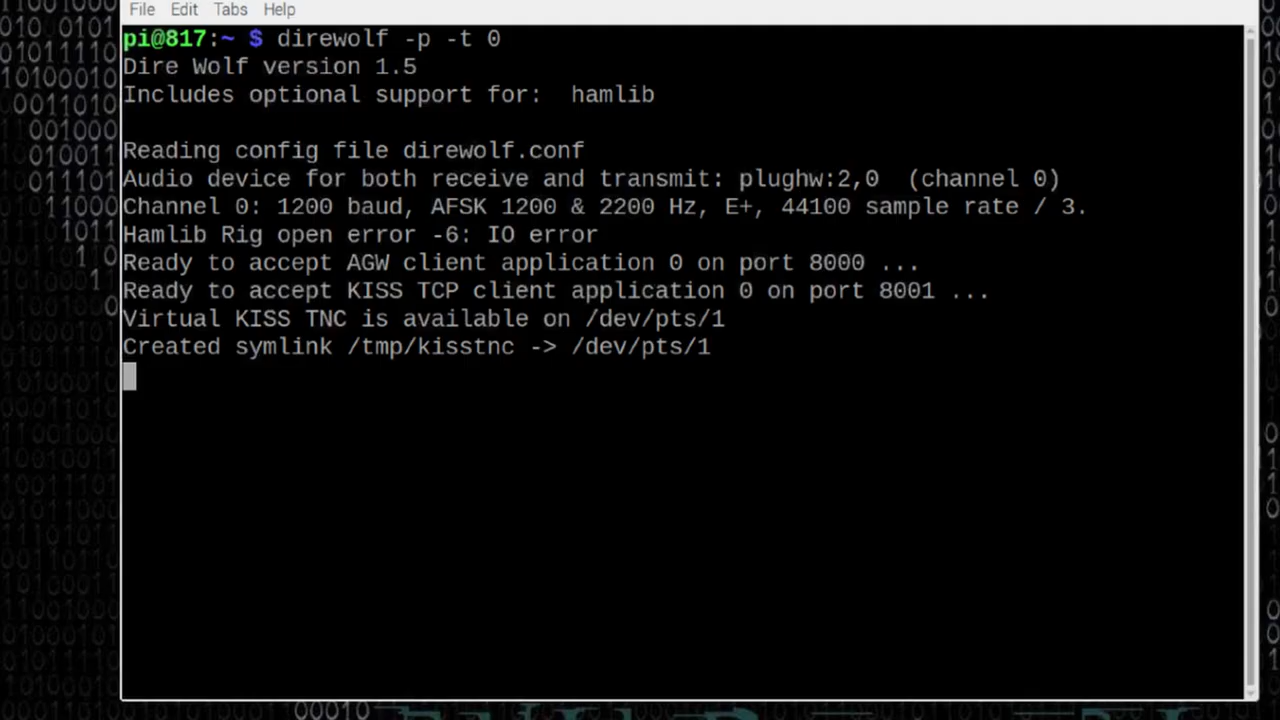 File Edit Tabs Help
pi@817:~ $ direwolf -p -t 0
Dire Wolf version 1.5
Includes optional support for:  hamlib
Reading config file direwolf.conf
Audio device for both receive and transmit: plughw:2,0  (channel 0)
Channel 0: 1200 baud, AFSK 1200 & 2200 Hz, E+, 44100 sample rate / 3.
Hamlib Rig open error -6: IO error
Ready to accept AGW client application 0 on port 8000 ...
Ready to accept KISS TCP client application 0 on port 8001 ...
Virtual KISS TNC is available on /dev/pts/1
Created symlink /tmp/kisstnc -> /dev/pts/1